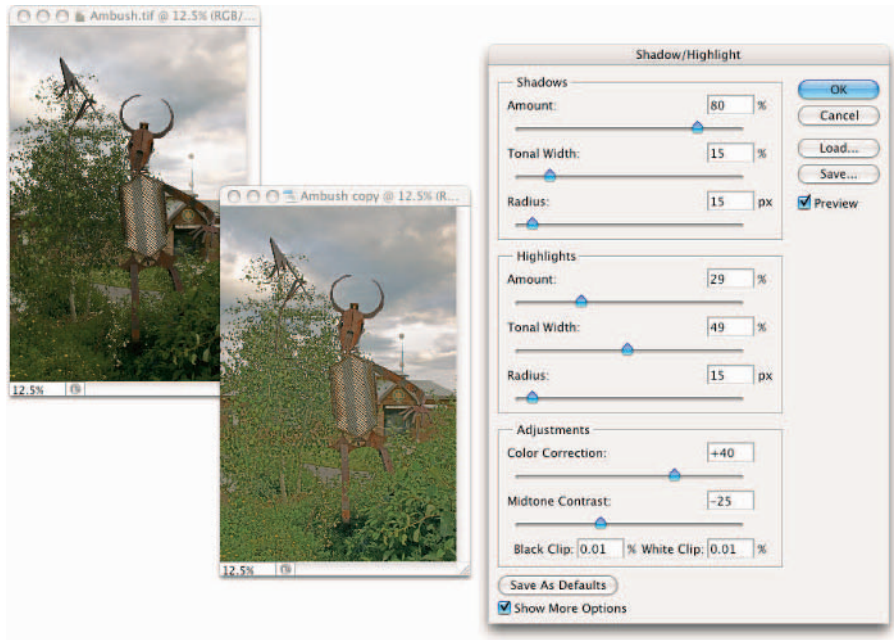 Ambush.tif @ 12.5% (RGB/...
12.5%
Ambush copy @ 12.5% (R...
12.5%
Shadow/Highlight
Shadows
Amount: 80 %
Tonal Width: 15 %
Radius: 15 px
Highlights
Amount: 29 %
Tonal Width: 49 %
Radius: 15 px
Adjustments
Color Correction: +40
Midtone Contrast: -25
Black Clip: 0.01 % White Clip: 0.01 %
Save As Defaults
Show More Options
OK
Cancel
Load...
Save...
Preview